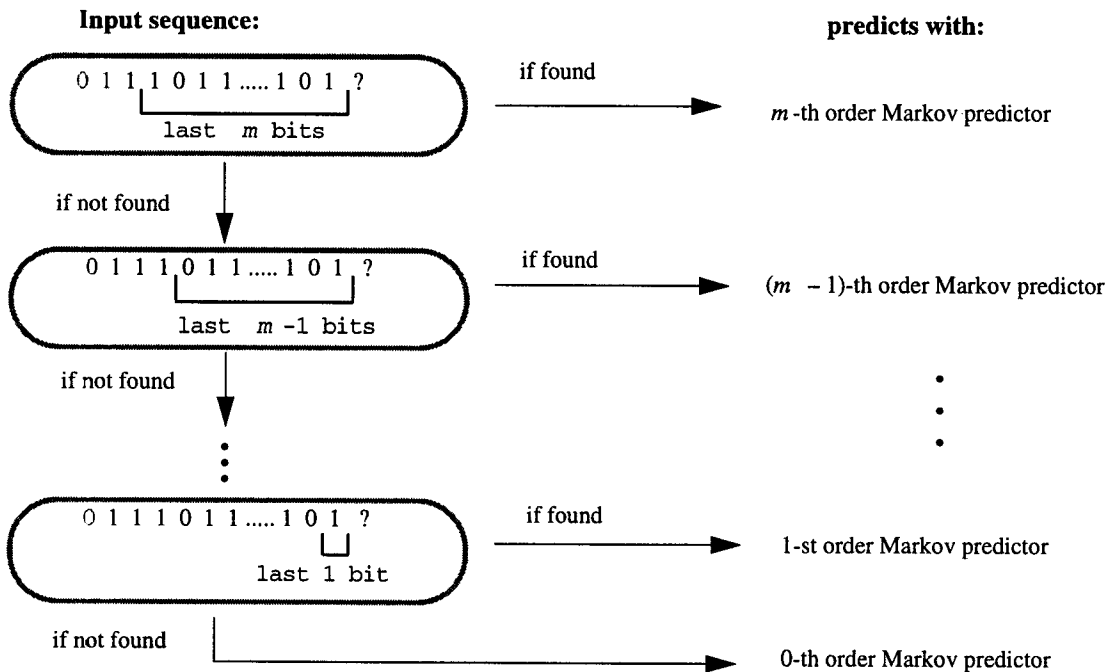 Input sequence:
predicts with:
0 1 1 1 1 0 1 1 ..... 1 0 1 ?
last m bits
if found
m -th order Markov predictor
if not found
0 1 1 1 0 1 1 ..... 1 0 1 ?
last m -1 bits
if found
(m - 1)-th order Markov predictor
if not found
0 1 1 1 0 1 1 ..... 1 0 1 ?
last 1 bit
if found
1-st order Markov predictor
if not found
0-th order Markov predictor